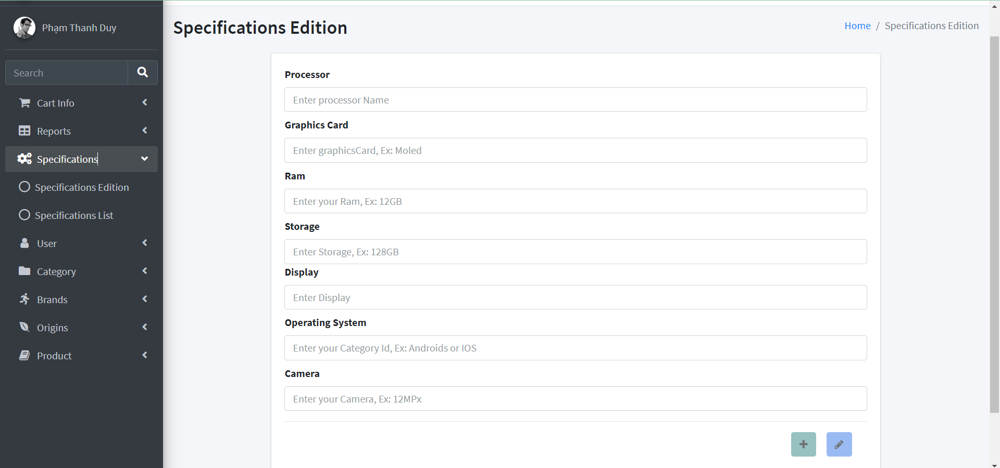 Phạm Thanh Duy
Search
Cart Info
Reports
Specifications
Specifications Edition
Specifications List
User
Category
Brands
Origins
Product
Specifications Edition
Home / Specifications Edition
Processor
Enter processor Name
Graphics Card
Enter graphicsCard, Ex: Moled
Ram
Enter your Ram, Ex: 12GB
Storage
Enter Storage, Ex: 128GB
Display
Enter Display
Operating System
Enter your Category Id, Ex: Androids or IOS
Camera
Enter your Camera, Ex: 12MPx